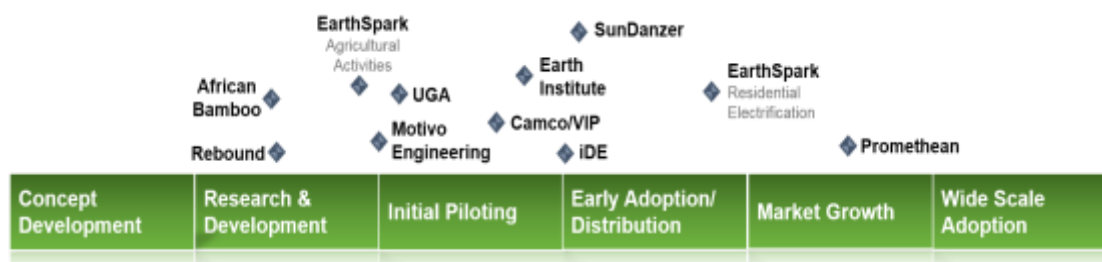 EarthSpark
Agricultural
Activities
SunDanzer
African
Bamboo
UGA
Earth
Institute
EarthSpark
Residential
Electrification
Rebound
Motivo
Engineering
Camco/VIP
iDE
Promethean
Concept
Development
Research &
Development
Initial Piloting
Early Adoption/
Distribution
Market Growth
Wide Scale
Adoption